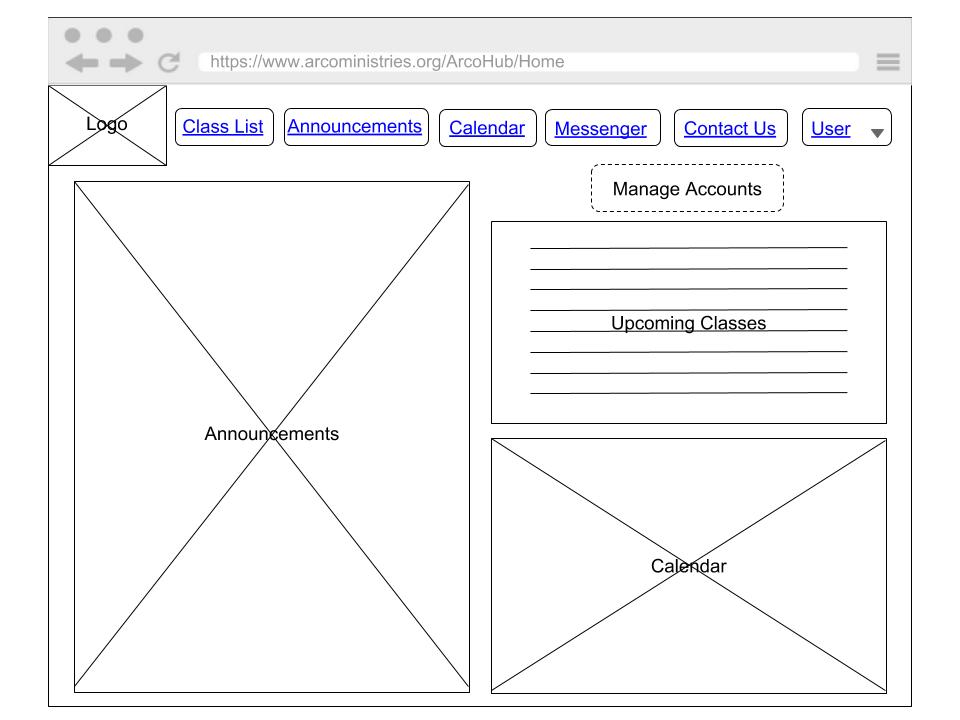 https://www.arcoministries.org/ArcoHub/Home
Logo
Class List
Announcements
Calendar
Messenger
Contact Us
User
Manage Accounts
Announcements
Upcoming Classes
Calendar